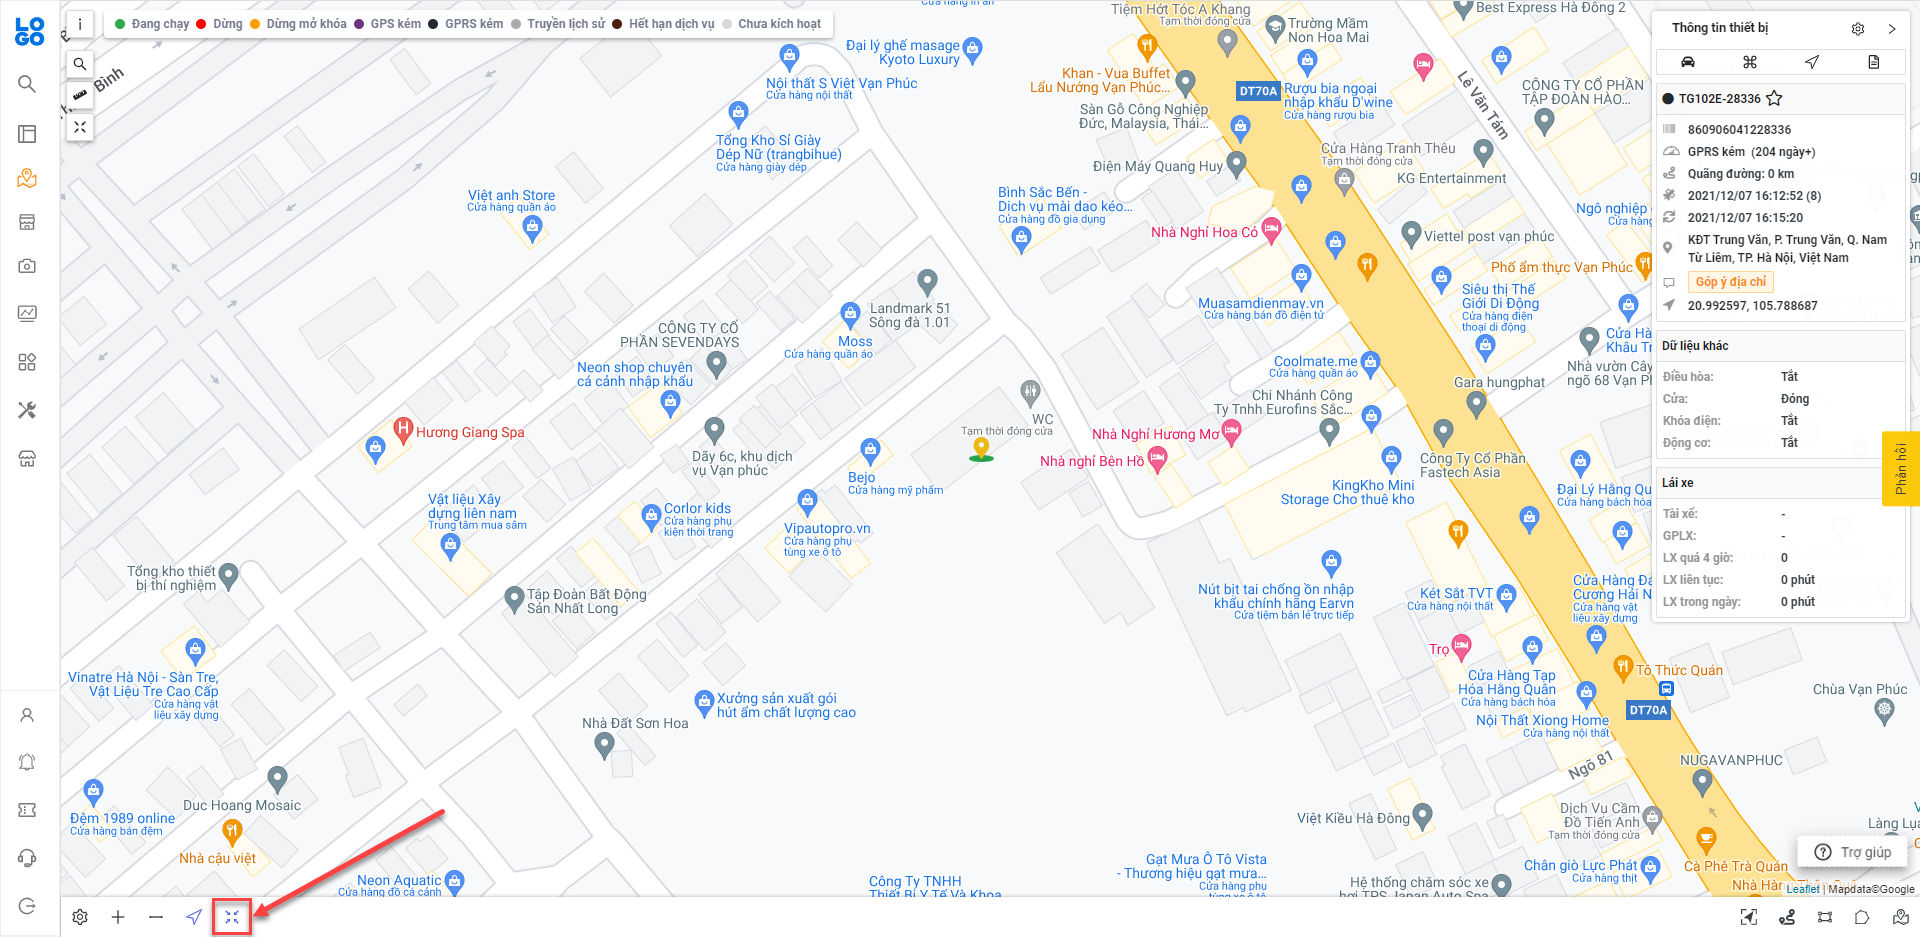 LOGO
i
Đang chạy
Dừng
Dừng mở khóa
GPS kém
GPRS kém
Truyền lịch sử
Hết hạn dịch vụ
Chưa kích hoạt
Bình
Tiệm Hớt Tóc A Khang
Tạm thời đóng cửa
Trường Mầm
Non Hoa Mai
Best Express Hà Đông 2
Đại lý ghế masage
Kyoto Luxury
Nội thất S Việt Vạn Phúc
Cửa hàng nội thất
Khan - Vua Buffet
Lẩu Nướng Vạn Phúc...
Sàn Gỗ Công Nghiệp
Đức, Malaysia, Thái...
DT70A
Rượu bia ngoại
nhập khẩu D'wine
Cửa hàng rượu bia
Lê Văn Tám
CÔNG TY CỔ PHẦN
TẬP ĐOÀN HÀO...
Tổng Kho Sỉ Giày
Dép Nữ (trangbihue)
Cửa hàng giày dép
Điện Máy Quang Huy
Cửa Hàng Tranh Thêu
Tạm thời đóng cửa
KG Entertainment
Việt anh Store
Cửa hàng quần áo
Bình Sắc Bến -
Dịch vụ mài dao kéo...
Cửa hàng đồ gia dụng
Ngô nghiệp
Cửa hàng
Nhà Nghỉ Hoa Cỏ
Viettel post vạn phúc
Phố ẩm thực Vạn Phúc
Landmark 51
Sông đà 1.01
Muasamdienmay.vn
Cửa hàng bán đồ điện tử
Siêu thị Thế
Giới Di Động
Cửa hàng điện
thoại di động
CÔNG TY CỔ
PHẦN SEVENDAYS
Moss
Cửa hàng quần áo
Neon shop chuyên
cá cảnh nhập khẩu
Coolmate.me
Cửa hàng quần áo
Cửa Hà
Khẩu Tr
Nhà vườn Cây
ngõ 68 Vạn Ph
Gara hungphat
Chi Nhánh Công
Ty Tnhh Eurofins Sắc...
WC
Tạm thời đóng cửa
Hương Giang Spa
Nhà Nghỉ Hương Mơ
Nhà nghỉ Bên Hồ
Dãy 6c, khu dịch
vụ Vạn phúc
Bejo
Cửa hàng mỹ phẩm
Công Ty Cổ Phần
Fastech Asia
KingKho Mini
Storage Cho thuê kho
Đại Lý Hằng Qu
Cửa hàng bách hóa
Vật liệu Xây
dựng liên nam
Trung tâm mua sắm
Corlor kids
Cửa hàng phụ
kiện thời trang
Vipautopro.vn
Cửa hàng phụ
tùng xe ô tô
Tổng kho thiết
bị thí nghiệm
Tập Đoàn Bất Động
Sản Nhất Long
Nút bịt tai chống ồn nhập
khẩu chính hãng Earvn
Cửa tiệm bán lẻ trực tiếp
Két Sắt TVT
Cửa hàng nội thất
Cửa Hàng Đá
Cương Hải N
Cửa hàng vật
liệu xây dựng
Trọ
Tô Thức Quán
Vinatre Hà Nội - Sàn Tre,
Vật Liệu Tre Cao Cấp
Cửa hàng vật
liệu xây dựng
Cửa Hàng Tạp
Hóa Hằng Quân
Cửa hàng bách hóa
Chùa Vạn Phúc
Xưởng sản xuất gói
hút ẩm chất lượng cao
Nhà Đất Sơn Hoa
DT70A
Nội Thất Xiong Home
Cửa hàng nội thất
Ngõ 81
NUGAVANPHUC
Duc Hoang Mosaic
Đệm 1989 online
Cửa hàng bán đệm
Việt Kiều Hà Đông
Dịch Vụ Cầm
Đồ Tiến Anh
Tạm thời đóng cửa
Làng Lụa
Nhà cậu việt
Gạt Mưa Ô Tô Vista
- Thương hiệu gạt mưa...
Cửa hàng phụ
tùng xe ô tô
Chân giò Lực Phát
Cửa hàng thịt
Cà Phê Trà Quán
Neon Aquatic
Cửa hàng đồ cá cảnh
Công Ty TNHH
Thiết Bị Y Tế Và Khoa
Hệ thống chăm sóc xe
hơi TPS Japan Auto Spa
Nhà Hàn
Leaflet | Mapdata©Google
Trợ giúp
Phản hồi
Thông tin thiết bị
TG102E-28336
860906041228336
GPRS kém (204 ngày+)
Quãng đường: 0 km
2021/12/07 16:12:52 (8)
2021/12/07 16:15:20
KĐT Trung Văn, P. Trung Văn, Q. Nam
Từ Liêm, TP. Hà Nội, Việt Nam
Góp ý địa chỉ
20.992597, 105.788687
Dữ liệu khác
Điều hòa: Tắt
Cửa: Đóng
Khóa điện: Tắt
Động cơ: Tắt
Lái xe
Tài xế: -
GPLX: -
LX quá 4 giờ: 0
LX liên tục: 0 phút
LX trong ngày: 0 phút